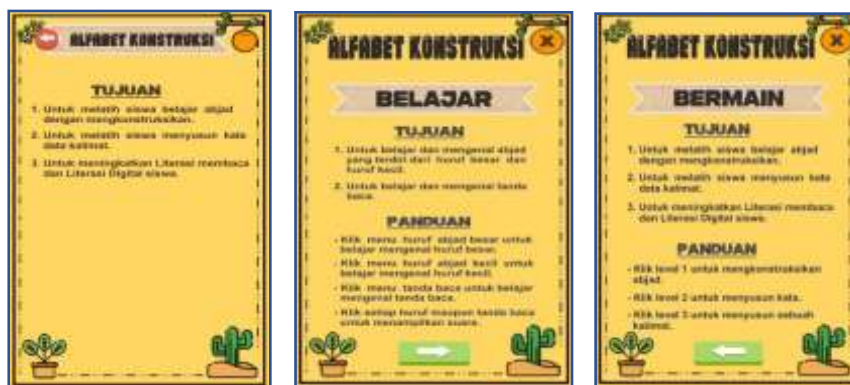 ALFABET KONSTRUKSI
TUJUAN
1. Untuk melatih siswa belajar abjad
dengan mengkonstruksikan.
2. Untuk melatih siswa menyusun kata
data kalimat.
3. Untuk meningkatkan Literasi membaca
dan Literasi Digital siswa.
ALFABET KONSTRUKSI
BELAJAR
TUJUAN
1. Untuk belajar dan mengenal abjad
yang terdiri dari huruf besar dan
huruf kecil.
2. Untuk belajar dan mengenal tanda
baca.
PANDUAN
- Klik menu huruf abjad besar untuk
belajar mengenal huruf besar.
- Klik menu huruf abjad kecil untuk
belajar mengenal huruf kecil.
- Klik menu tanda baca untuk belajar
mengenal tanda baca.
- Klik setiap huruf maupun tanda baca
untuk menampilkan suara.
ALFABET KONSTRUKSI
BERMAIN
TUJUAN
1. Untuk melatih siswa belajar abjad
dengan mengkonstruksikan.
2. Untuk melatih siswa menyusun kata
data kalimat.
3. Untuk meningkatkan Literasi membaca
dan Literasi Digital siswa.
PANDUAN
- Klik level 1 untuk mengkonstruksikan
abjad.
- Klik level 2 untuk menyusun kata.
- Klik level 3 untuk menyusun sebuah
kalimat.